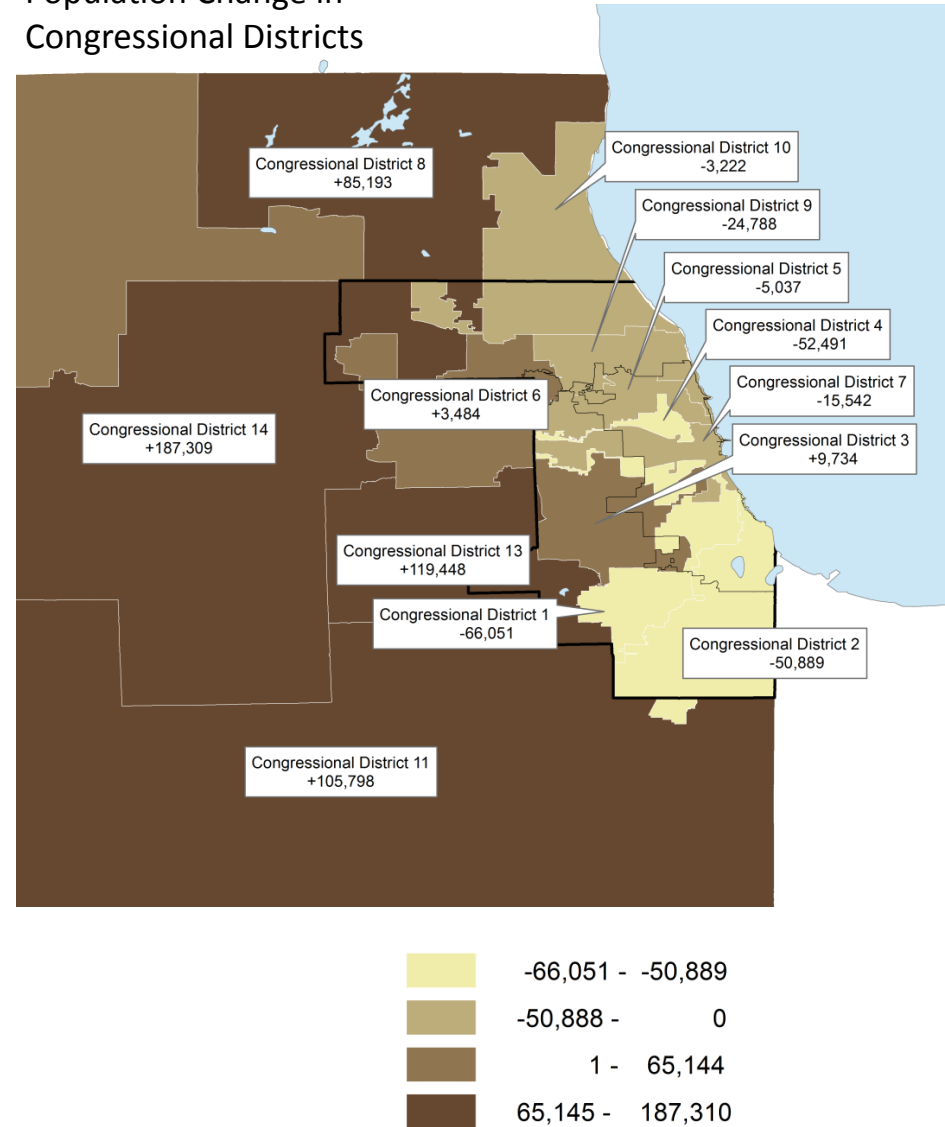 Population Change in
Congressional Districts
Congressional District 10
-3,222
Congressional District 8
+85,193
Congressional District 9
-24,788
Congressional District 5
-5,037
Congressional District 4
-52,491
Congressional District 7
-15,542
Congressional District 6
+3,484
Congressional District 14
+187,309
Congressional District 3
+9,734
Congressional District 13
+119,448
Congressional District 1
-66,051
Congressional District 2
-50,889
Congressional District 11
+105,798
-66,051 - -50,889
-50,888 - 0
1 - 65,144
65,145 - 187,310